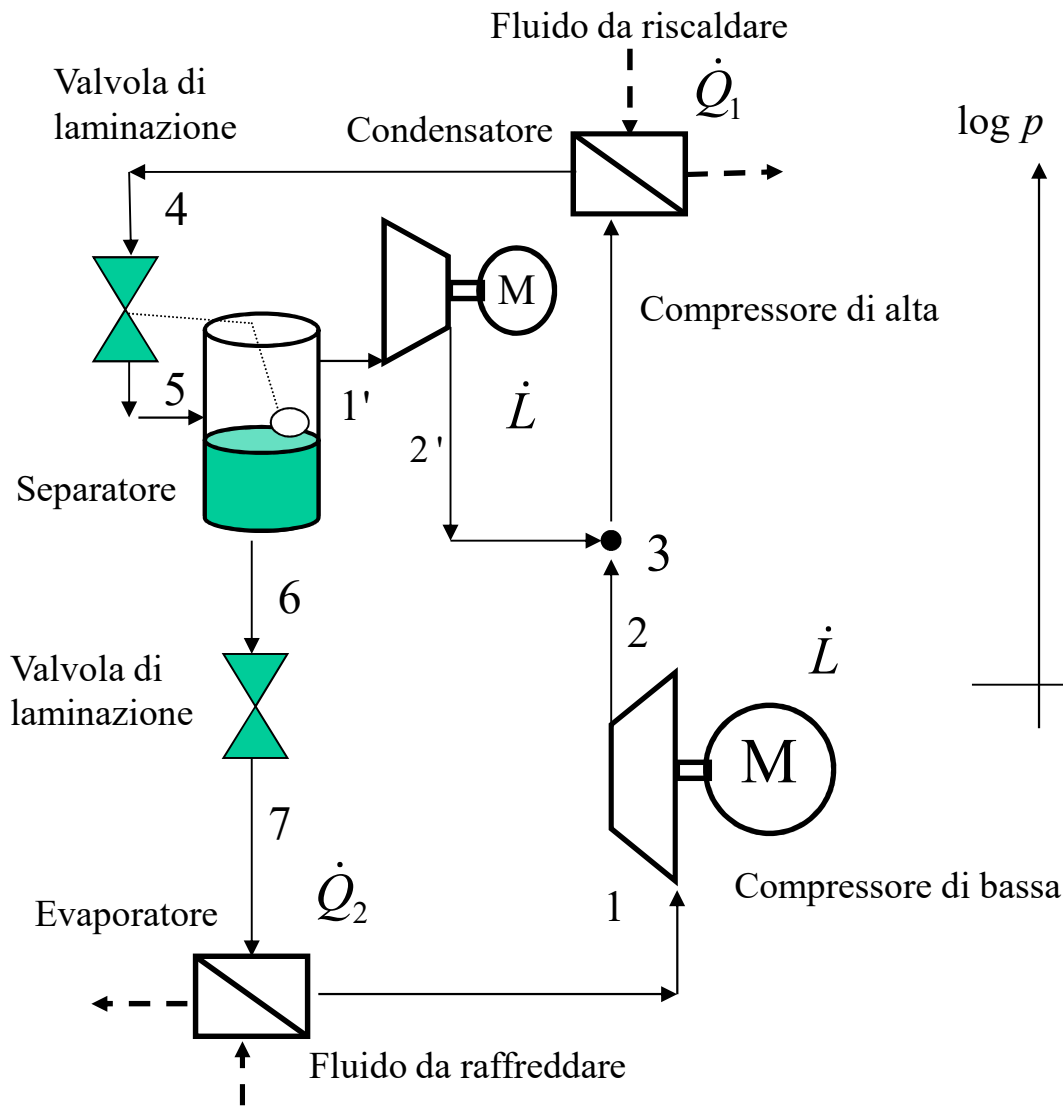 Fluido da riscaldare
Valvola di
laminazione
Q̇₁
Condensatore
log p
4
M
Compressore di alta
5
1'
L̇
2 '
Separatore
3
6
2
L̇
Valvola di
laminazione
M
7
Q̇₂
Compressore di bassa
Evaporatore
1
Fluido da raffreddare